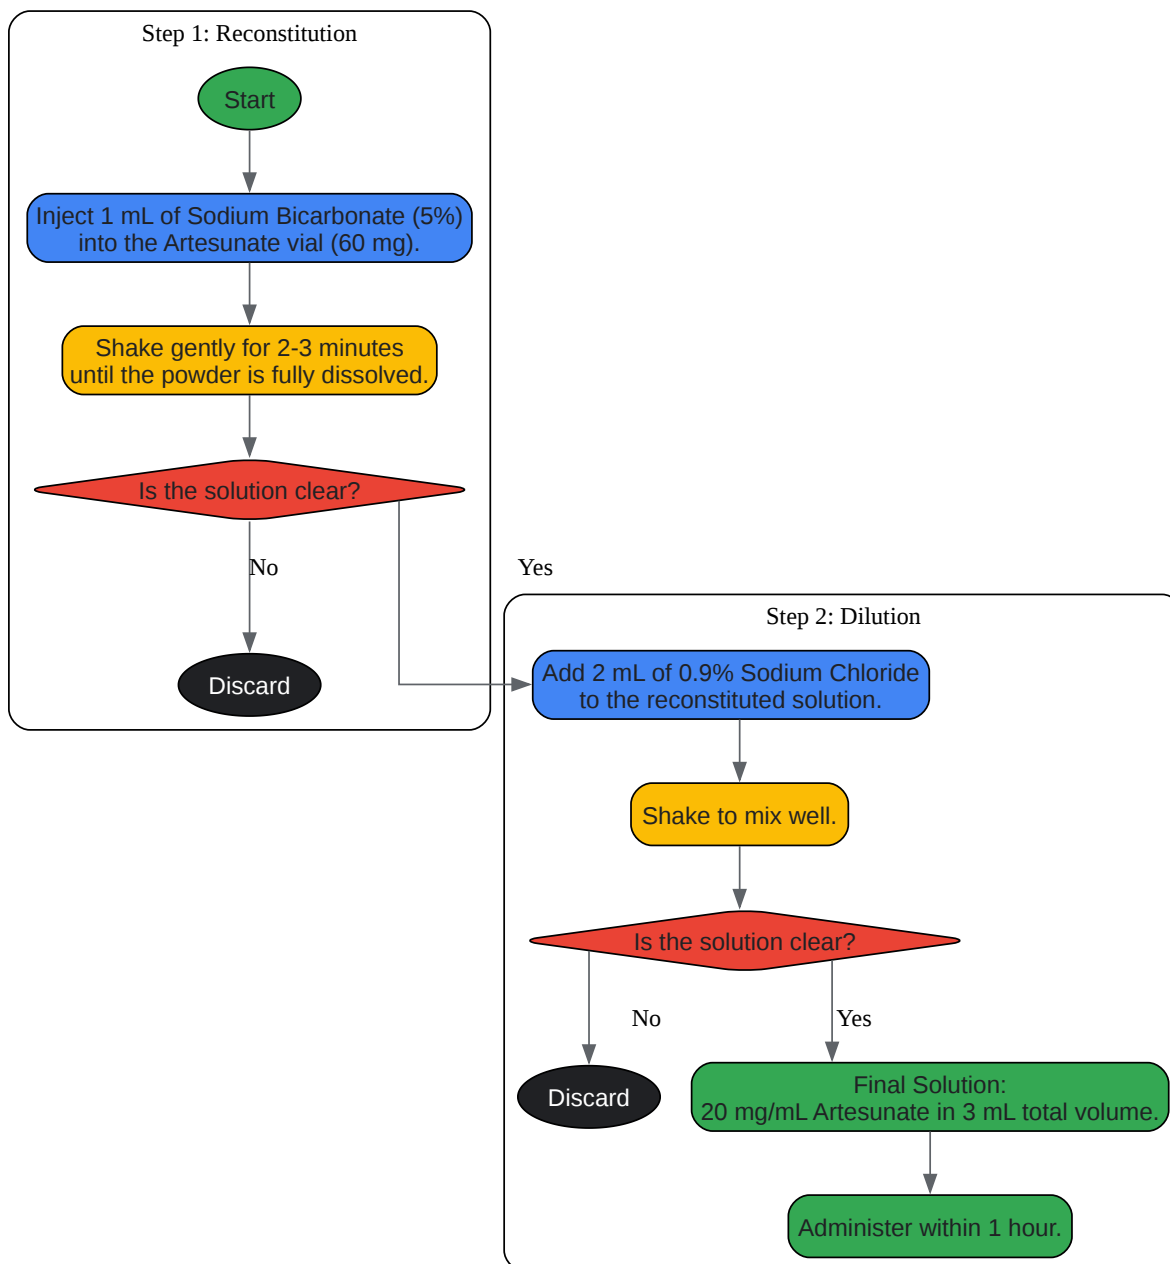 Step 1: Reconstitution
Start
Inject 1 mL of Sodium Bicarbonate (5%)
into the Artesunate vial (60 mg).
Shake gently for 2-3 minutes
until the powder is fully dissolved.
Is the solution clear?
No
Yes
Discard
Step 2: Dilution
Add 2 mL of 0.9% Sodium Chloride
to the reconstituted solution.
Shake to mix well.
Is the solution clear?
No
Yes
Discard
Final Solution:
20 mg/mL Artesunate in 3 mL total volume.
Administer within 1 hour.